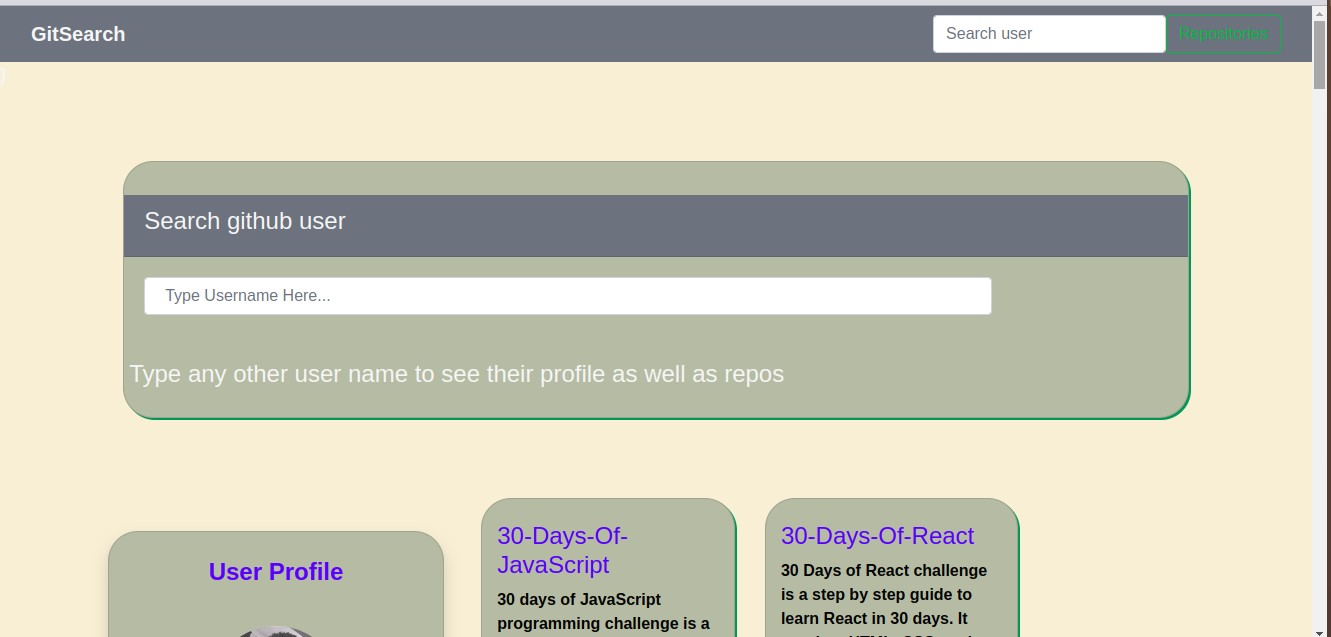 GitSearch
Search user
Repositories
Search github user
Type Username Here...
Type any other user name to see their profile as well as repos
User Profile
30-Days-Of-
JavaScript
30 days of JavaScript
programming challenge is a
30-Days-Of-React
30 Days of React challenge
is a step by step guide to
learn React in 30 days. It